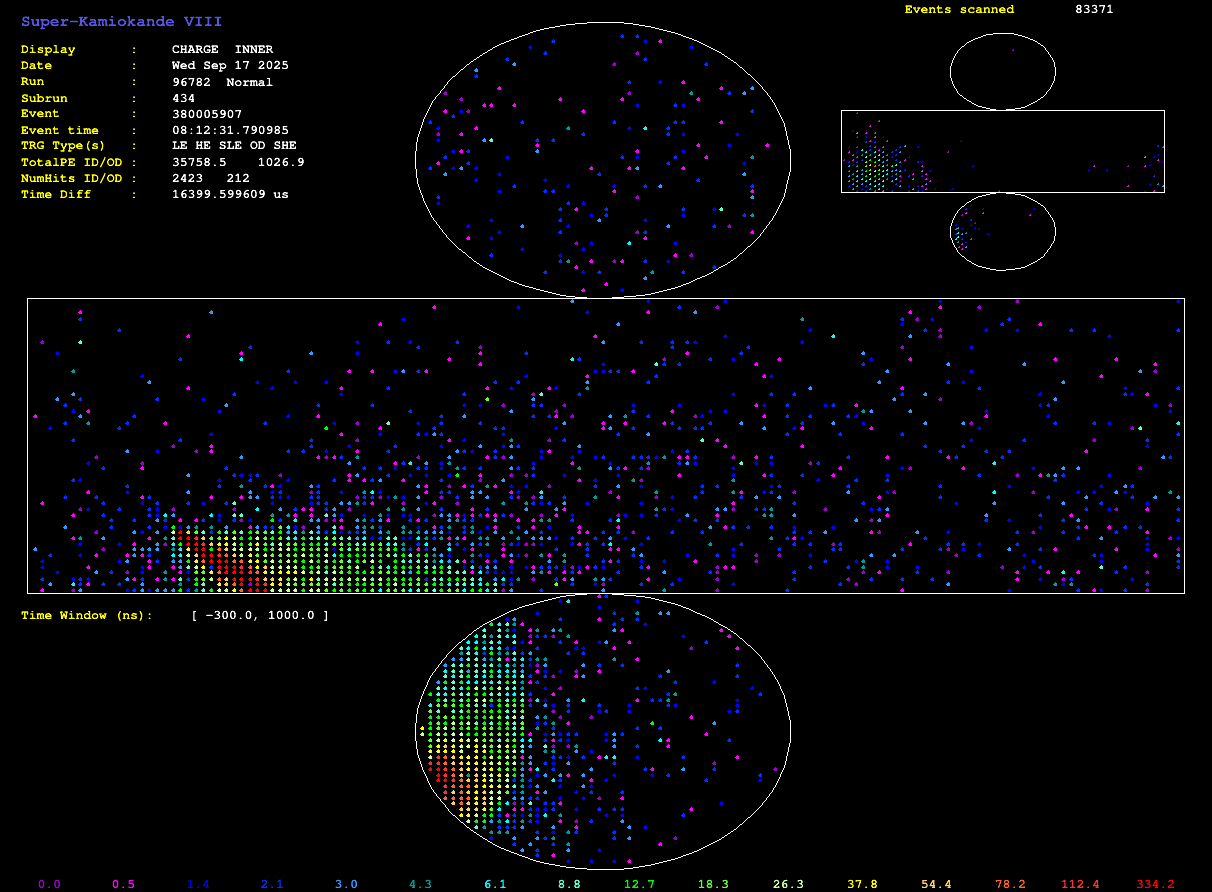 Super-Kamiokande VIII
Events scanned 83371
Display : CHARGE INNER
Date : Wed Sep 17 2025
Run : 96782 Normal
Subrun : 434
Event : 380005907
Event time : 08:12:31.790985
TRG Type(s) : LE HE SLE OD SHE
TotalPE ID/OD : 35758.5 1026.9
NumHits ID/OD : 2423 212
Time Diff : 16399.599609 us
Time Window (ns): [ -300.0, 1000.0 ]
0.0 0.5 1.4 2.1 3.0 4.3 6.1 8.8 12.7 18.3 26.3 37.8 54.4 78.2 112.4 334.2